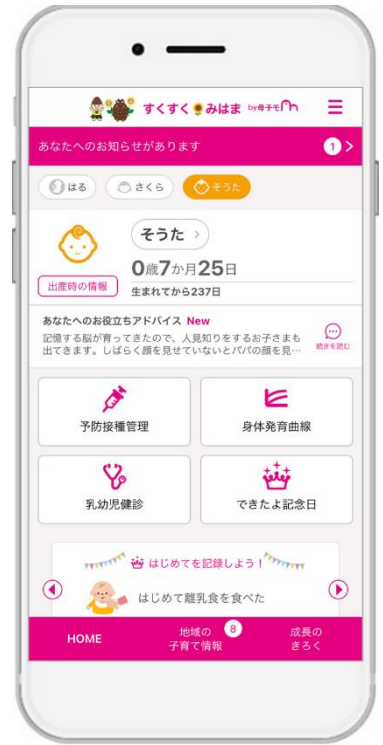 すくすくみはま by母子モ
あなたへのお知らせがあります 1 >
はる さくら そうた
そうた >
0歳7か月25日
出産時の情報 生まれてから237日
あなたへのお役立ちアドバイス New
記憶する脳が育ってきたので、人見知りをするお子さまも
出てきます。しばらく顔を見せていないとパパの顔を見…
続きを読む
予防接種管理 身体発育曲線
乳幼児健診 できたよ記念日
はじめてを記録しよう!
はじめて離乳食を食べた
HOME
地域の 8
子育て情報
成長の
きろく